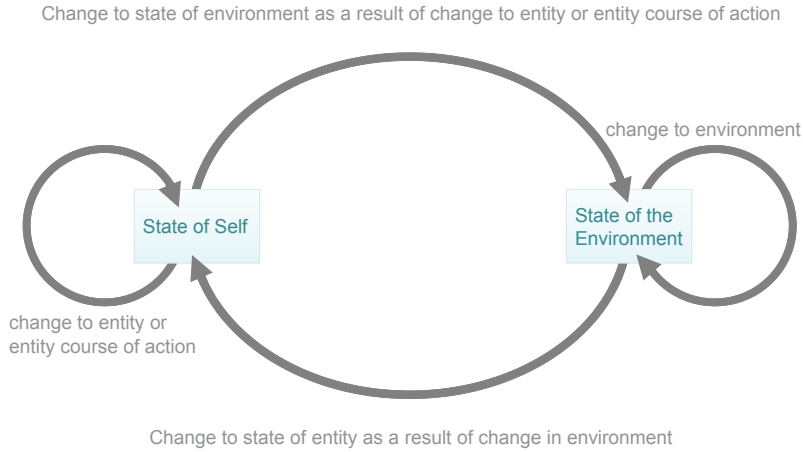 Change to state of environment as a result of change to entity or entity course of action
change to environment
State of Self
State of the
Environment
change to entity or
entity course of action
Change to state of entity as a result of change in environment